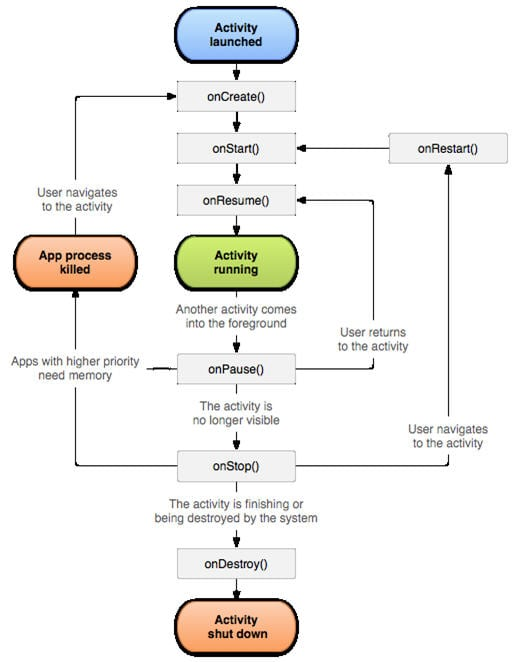 Activity
launched
onCreate()
onStart()
onRestart()
User navigates
to the activity
onResume()
App process
killed
Activity
running
Another activity comes
into the foreground
User returns
to the activity
Apps with higher priority
need memory
onPause()
The activity is
no longer visible
User navigates
to the activity
onStop()
The activity is finishing or
being destroyed by the system
onDestroy()
Activity
shut down